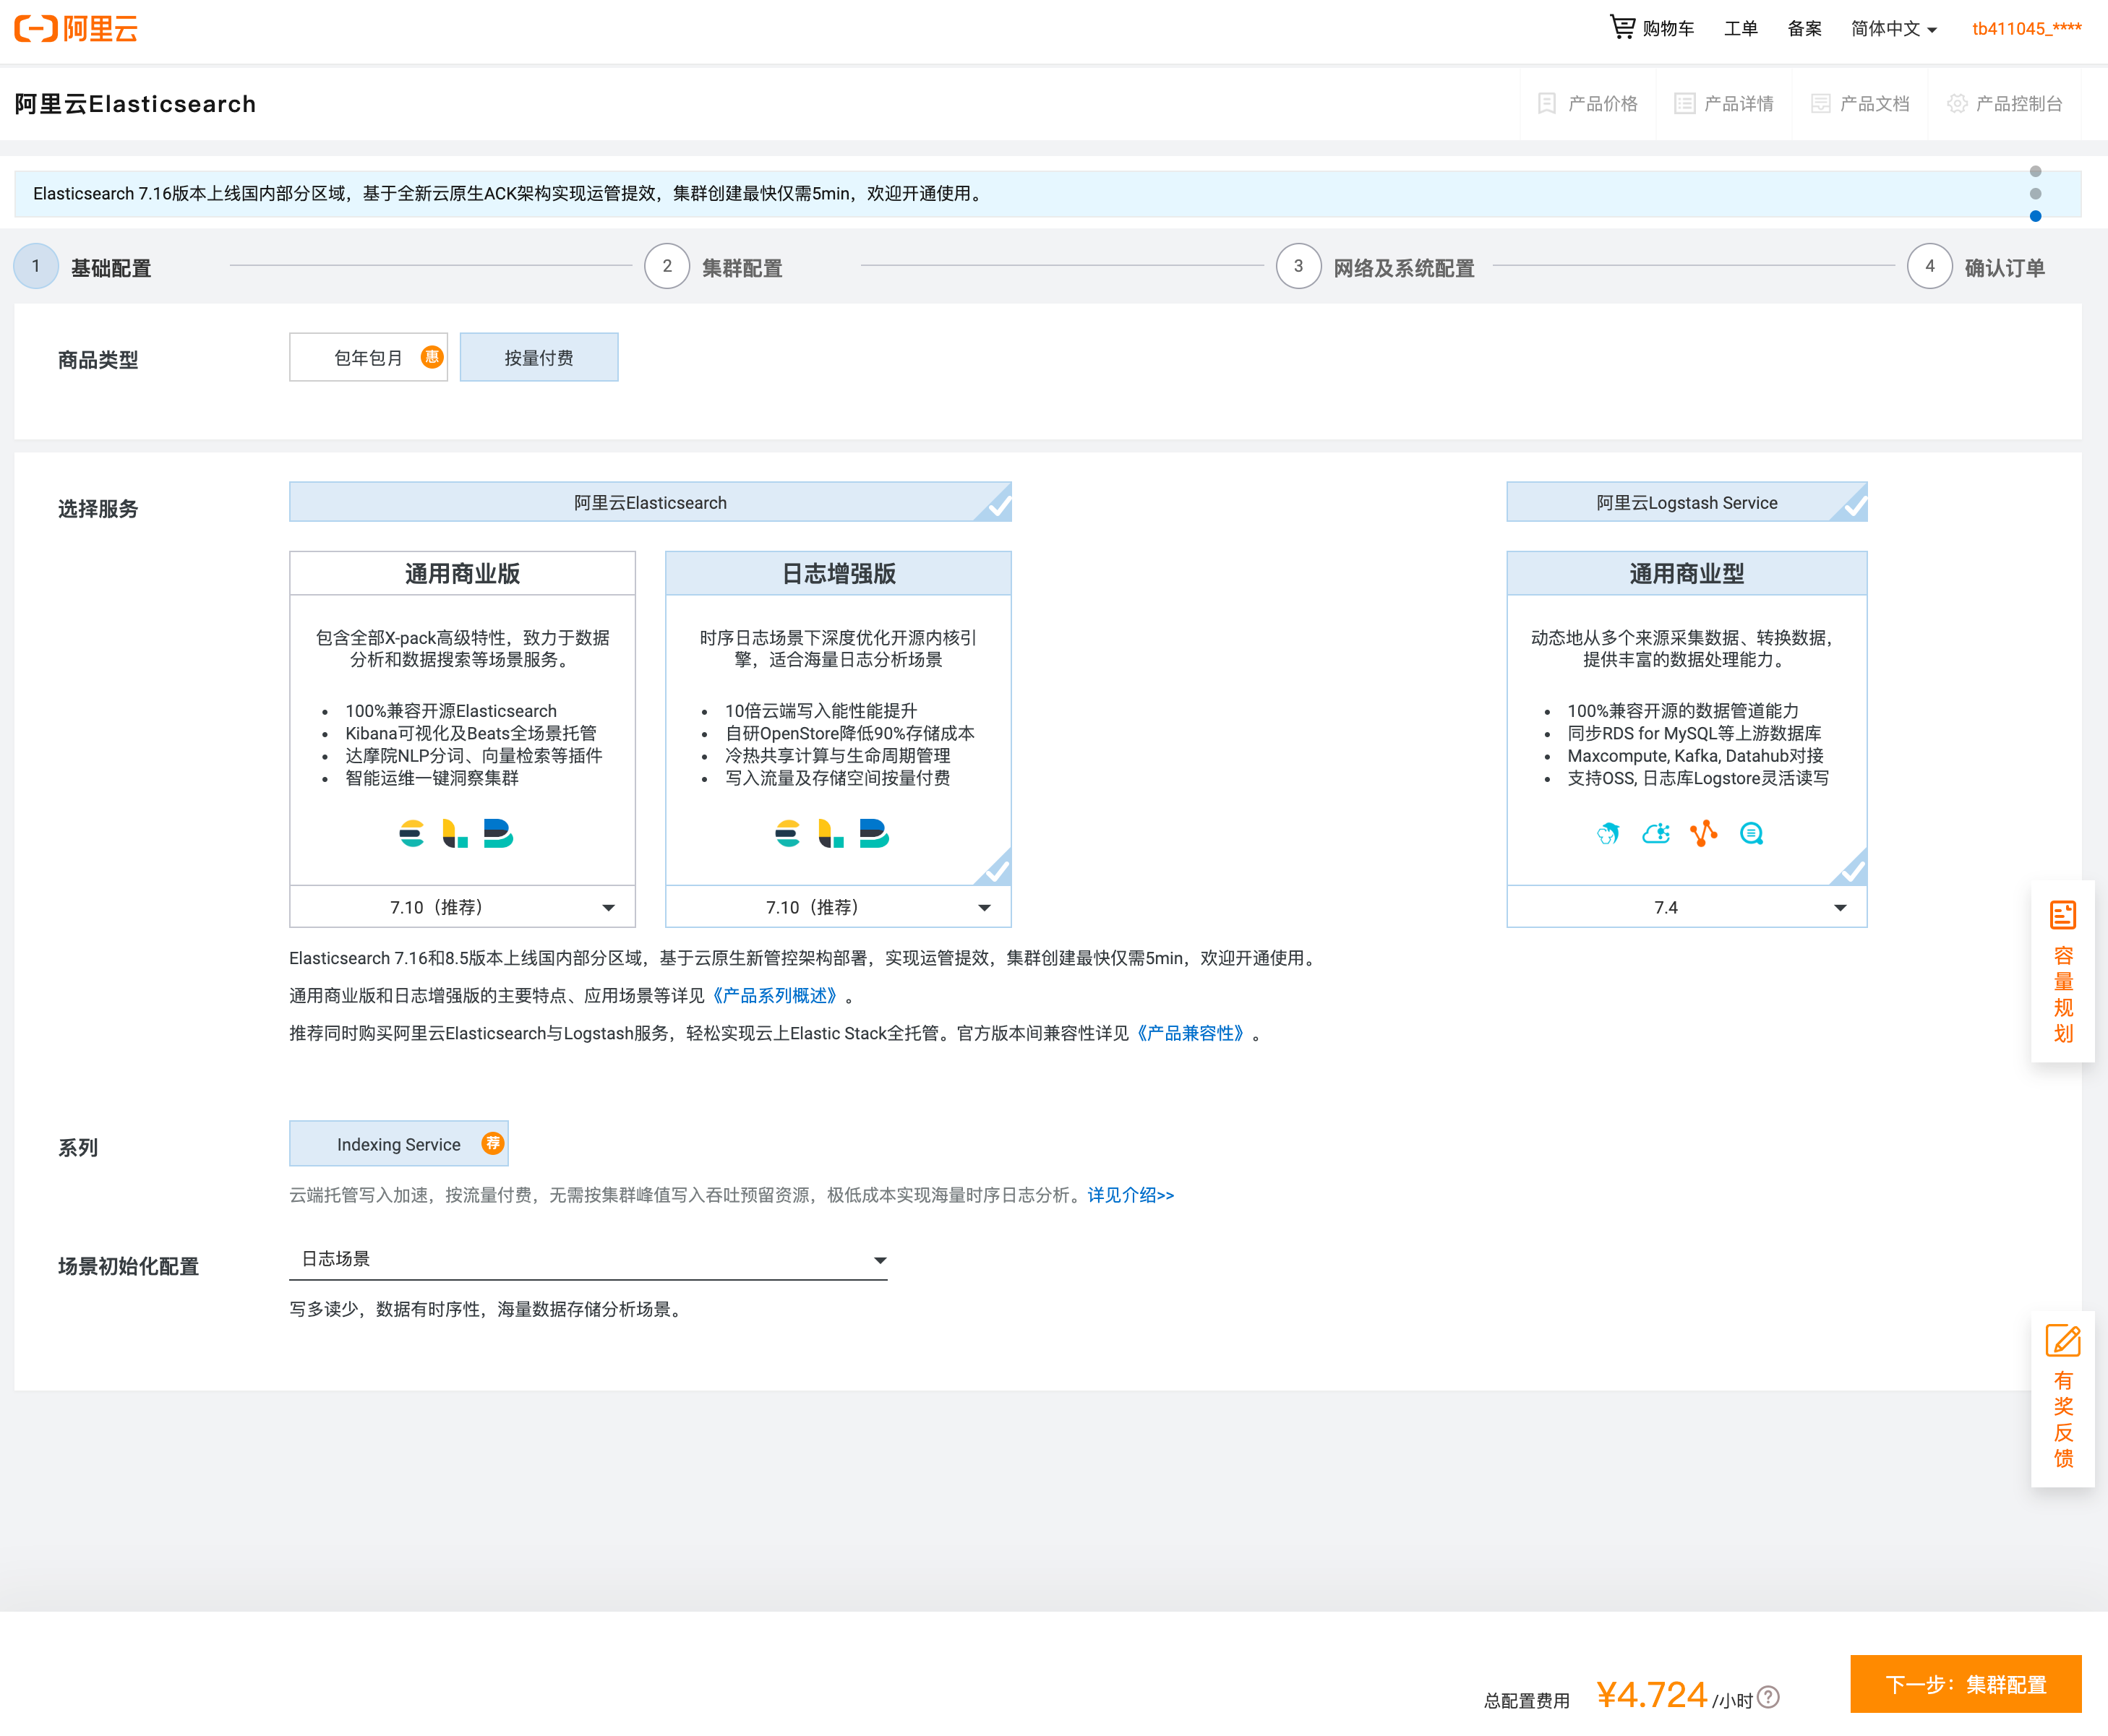 阿里云
购物车
工单
备案
简体中文
tb411045_****
阿里云Elasticsearch
产品价格
产品详情
产品文档
产品控制台
Elasticsearch 7.16版本上线国内部分区域，基于全新云原生ACK架构实现运管提效，集群创建最快仅需5min，欢迎开通使用。
1 基础配置
2 集群配置
3 网络及系统配置
4 确认订单
商品类型
包年包月 惠
按量付费
选择服务
阿里云Elasticsearch
阿里云Logstash Service
通用商业版
包含全部X-pack高级特性，致力于数据
分析和数据搜索等场景服务。
• 100%兼容开源Elasticsearch
• Kibana可视化及Beats全场景托管
• 达摩院NLP分词、向量检索等插件
• 智能运维一键洞察集群
7.10（推荐）
日志增强版
时序日志场景下深度优化开源内核引
擎，适合海量日志分析场景
• 10倍云端写入能性能提升
• 自研OpenStore降低90%存储成本
• 冷热共享计算与生命周期管理
• 写入流量及存储空间按量付费
7.10（推荐）
通用商业型
动态地从多个来源采集数据、转换数据，
提供丰富的数据处理能力。
• 100%兼容开源的数据管道能力
• 同步RDS for MySQL等上游数据库
• Maxcompute, Kafka, Datahub对接
• 支持OSS, 日志库Logstore灵活读写
7.4
Elasticsearch 7.16和8.5版本上线国内部分区域，基于云原生新管控架构部署，实现运管提效，集群创建最快仅需5min，欢迎开通使用。
通用商业版和日志增强版的主要特点、应用场景等详见《产品系列概述》。
推荐同时购买阿里云Elasticsearch与Logstash服务，轻松实现云上Elastic Stack全托管。官方版本间兼容性详见《产品兼容性》。
容量规划
系列
Indexing Service 荐
云端托管写入加速，按流量付费，无需按集群峰值写入吞吐预留资源，极低成本实现海量时序日志分析。详见介绍>>
场景初始化配置
日志场景
写多读少，数据有时序性，海量数据存储分析场景。
有奖反馈
总配置费用 ¥4.724 /小时 ?
下一步：集群配置